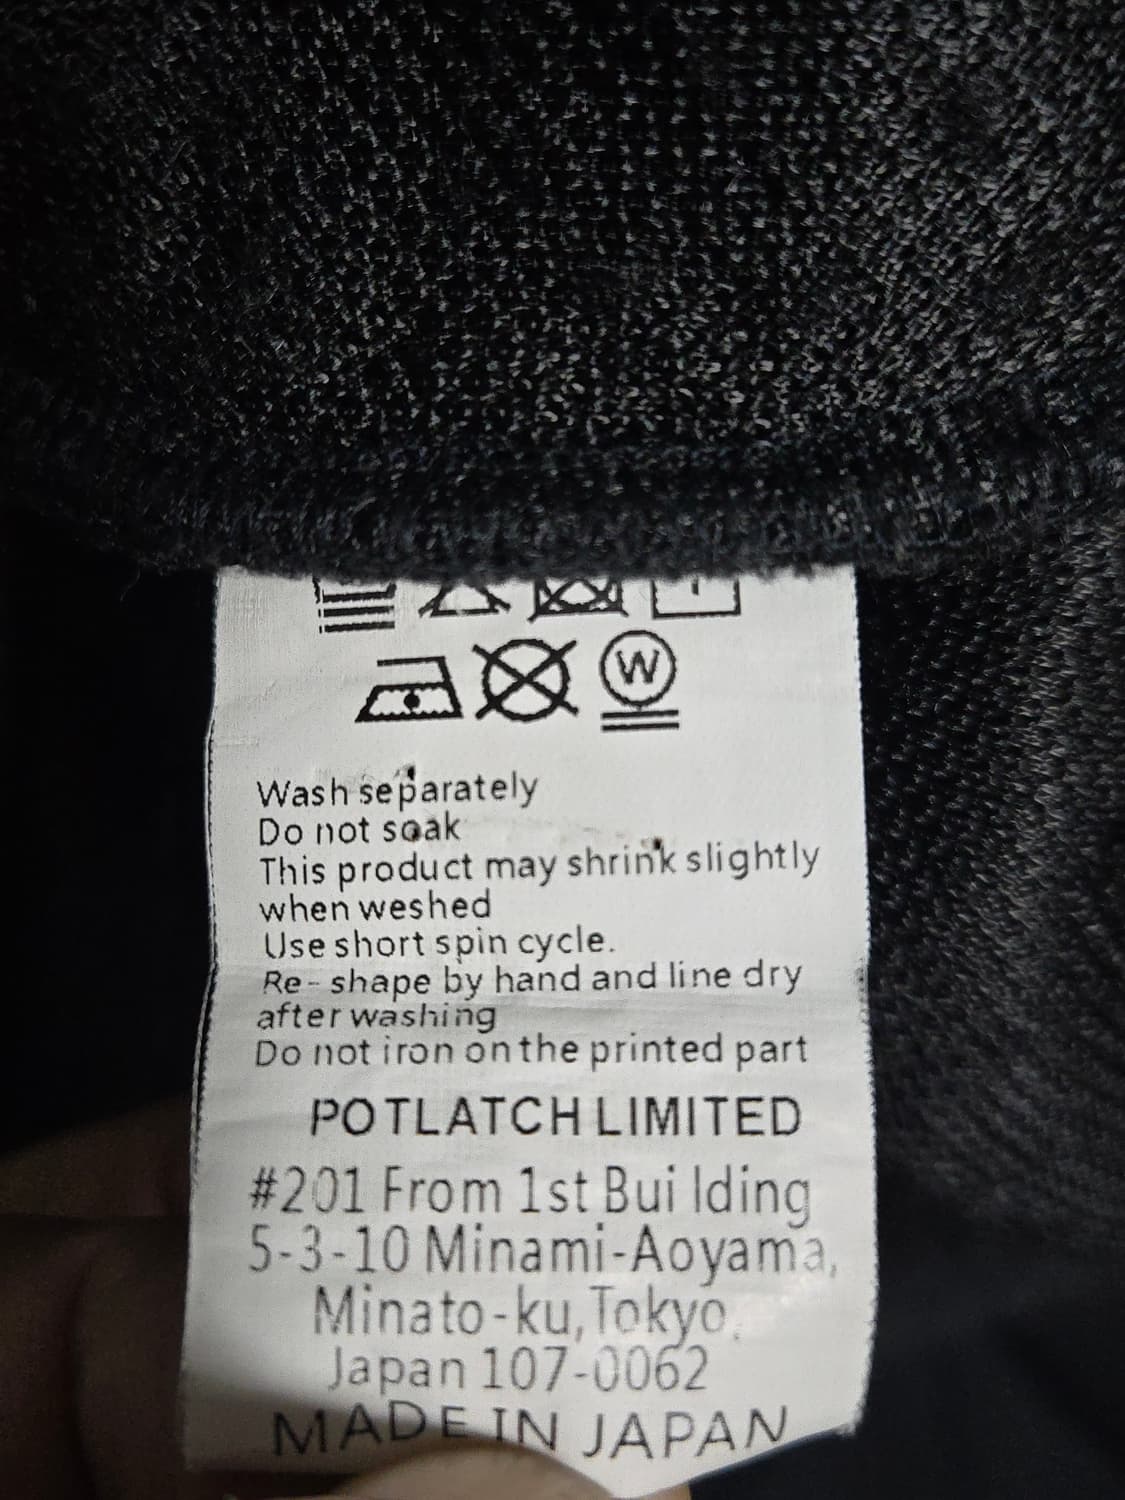 W
Wash separately
Do not soak
This product may shrink slightly
when weshed
Use short spin cycle.
Re-shape by hand and line dry
after washing
Do not iron on the printed part
POTLATCH LIMITED
#201 From 1st Building
5-3-10 Minami-Aoyama,
Minato-ku, Tokyo,
Japan 107-0062
MADE IN JAPAN